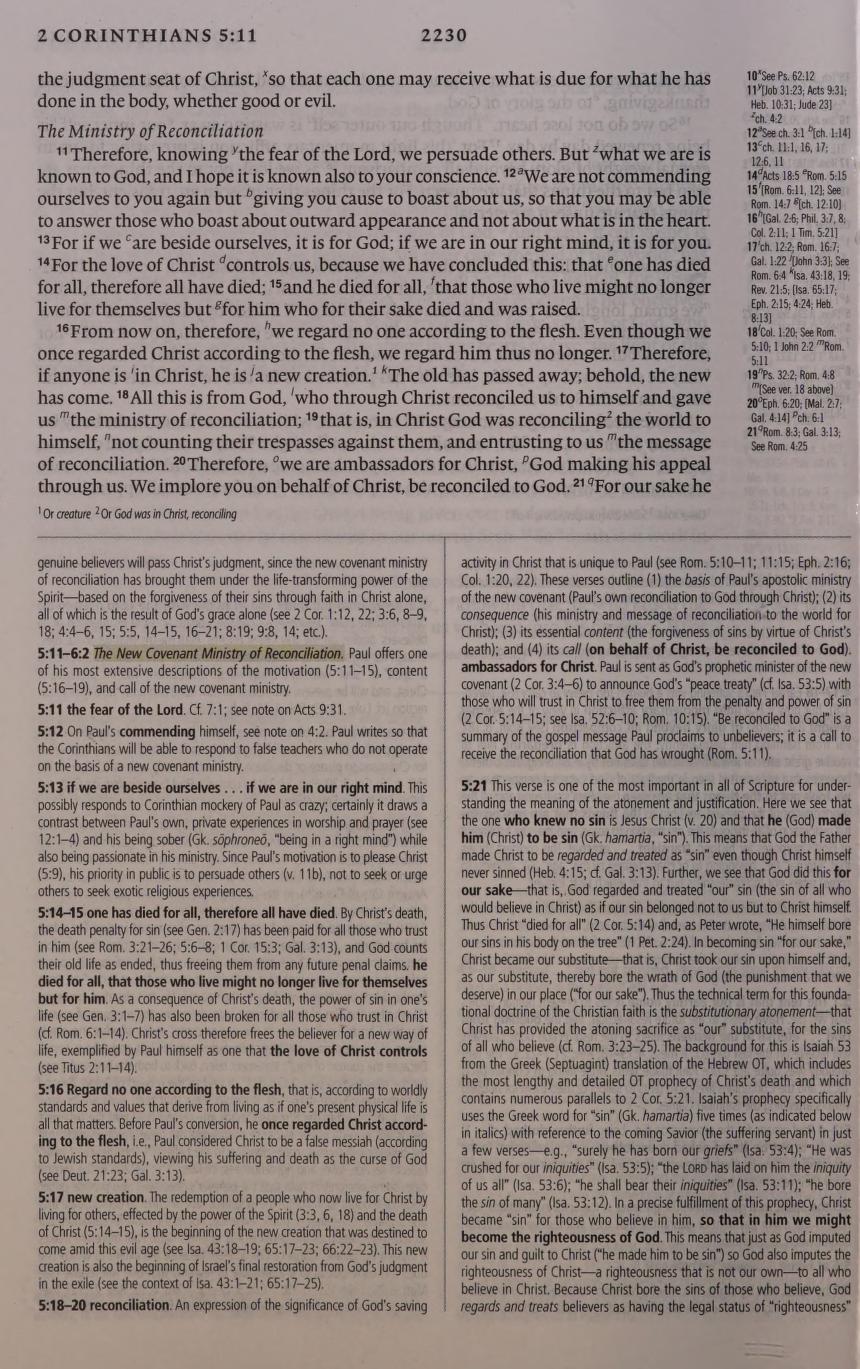 2 CORINTHIANS 5:11
2230
the judgment seat of Christ, ˣso that each one may receive what is due for what he has
done in the body, whether good or evil.
The Ministry of Reconciliation
¹¹Therefore, knowing ʸthe fear of the Lord, we persuade others. But ᶻwhat we are is
known to God, and I hope it is known also to your conscience. ¹²ᵃWe are not commending
ourselves to you again but ᵇgiving you cause to boast about us, so that you may be able
to answer those who boast about outward appearance and not about what is in the heart.
¹³For if we ᶜare beside ourselves, it is for God; if we are in our right mind, it is for you.
¹⁴For the love of Christ ᵈcontrols us, because we have concluded this: that ᵉone has died
for all, therefore all have died; ¹⁵and he died for all, ᶠthat those who live might no longer
live for themselves but ᵍfor him who for their sake died and was raised.
¹⁶From now on, therefore, ʰwe regard no one according to the flesh. Even though we
once regarded Christ according to the flesh, we regard him thus no longer. ¹⁷Therefore,
if anyone is ⁱin Christ, he is ʲa new creation.¹ ᵏThe old has passed away; behold, the new
has come. ¹⁸All this is from God, ˡwho through Christ reconciled us to himself and gave
us ᵐthe ministry of reconciliation; ¹⁹that is, in Christ God was reconciling² the world to
himself, ⁿnot counting their trespasses against them, and entrusting to us ᵐthe message
of reconciliation. ²⁰Therefore, ᵒwe are ambassadors for Christ, ᵖGod making his appeal
through us. We implore you on behalf of Christ, be reconciled to God. ²¹ qFor our sake he
¹ Or creature ² Or God was in Christ, reconciling
10ˣSee Ps. 62:12
11ʸ[Job 31:23; Acts 9:31;
Heb. 10:31; Jude 23]
ᶻch. 4:2
12ᵃSee ch. 3:1 ᵇ[ch. 1:14]
13ᶜch. 11:1, 16, 17;
12:6, 11
14ᵈActs 18:5 ᵉRom. 5:15
15ᶠ[Rom. 6:11, 12]; See
Rom. 14:7 ᵍ[ch. 12:10]
16ʰ[Gal. 2:6; Phil. 3:7, 8;
Col. 2:11; 1 Tim. 5:21]
17ⁱch. 12:2; Rom. 16:7;
Gal. 1:22 ʲ[John 3:3]; See
Rom. 6:4 ᵏIsa. 43:18, 19;
Rev. 21:5; [Isa. 65:17;
Eph. 2:15; 4:24; Heb.
8:13]
18ˡCol. 1:20; See Rom.
5:10; 1 John 2:2 ᵐRom.
5:11
19ⁿPs. 32:2; Rom. 4:8
ᵐ[See ver. 18 above]
20ᵒEph. 6:20; [Mal. 2:7;
Gal. 4:14] ᵖch. 6:1
21qRom. 8:3; Gal. 3:13;
See Rom. 4:25
genuine believers will pass Christ's judgment, since the new covenant ministry
of reconciliation has brought them under the life-transforming power of the
Spirit—based on the forgiveness of their sins through faith in Christ alone,
all of which is the result of God's grace alone (see 2 Cor. 1:12, 22; 3:6, 8–9,
18; 4:4–6, 15; 5:5, 14–15, 16–21; 8:19; 9:8, 14; etc.).
5:11–6:2 The New Covenant Ministry of Reconciliation. Paul offers one
of his most extensive descriptions of the motivation (5:11–15), content
(5:16–19), and call of the new covenant ministry.
5:11 the fear of the Lord. Cf. 7:1; see note on Acts 9:31.
5:12 On Paul's commending himself, see note on 4:2. Paul writes so that
the Corinthians will be able to respond to false teachers who do not operate
on the basis of a new covenant ministry.
5:13 if we are beside ourselves . . . if we are in our right mind. This
possibly responds to Corinthian mockery of Paul as crazy; certainly it draws a
contrast between Paul's own, private experiences in worship and prayer (see
12:1–4) and his being sober (Gk. sōphroneō, "being in a right mind") while
also being passionate in his ministry. Since Paul's motivation is to please Christ
(5:9), his priority in public is to persuade others (v. 11b), not to seek or urge
others to seek exotic religious experiences.
5:14–15 one has died for all, therefore all have died. By Christ's death,
the death penalty for sin (see Gen. 2:17) has been paid for all those who trust
in him (see Rom. 3:21–26; 5:6–8; 1 Cor. 15:3; Gal. 3:13), and God counts
their old life as ended, thus freeing them from any future penal claims. he
died for all, that those who live might no longer live for themselves
but for him. As a consequence of Christ's death, the power of sin in one's
life (see Gen. 3:1–7) has also been broken for all those who trust in Christ
(cf. Rom. 6:1–14). Christ's cross therefore frees the believer for a new way of
life, exemplified by Paul himself as one that the love of Christ controls
(see Titus 2:11–14).
5:16 Regard no one according to the flesh, that is, according to worldly
standards and values that derive from living as if one's present physical life is
all that matters. Before Paul's conversion, he once regarded Christ accord-
ing to the flesh, i.e., Paul considered Christ to be a false messiah (according
to Jewish standards), viewing his suffering and death as the curse of God
(see Deut. 21:23; Gal. 3:13).
5:17 new creation. The redemption of a people who now live for Christ by
living for others, effected by the power of the Spirit (3:3, 6, 18) and the death
of Christ (5:14–15), is the beginning of the new creation that was destined to
come amid this evil age (see Isa. 43:18–19; 65:17–23; 66:22–23). This new
creation is also the beginning of Israel's final restoration from God's judgment
in the exile (see the context of Isa. 43:1–21; 65:17–25).
5:18–20 reconciliation. An expression of the significance of God's saving
activity in Christ that is unique to Paul (see Rom. 5:10–11; 11:15; Eph. 2:16;
Col. 1:20, 22). These verses outline (1) the basis of Paul's apostolic ministry
of the new covenant (Paul's own reconciliation to God through Christ); (2) its
consequence (his ministry and message of reconciliation to the world for
Christ); (3) its essential content (the forgiveness of sins by virtue of Christ's
death); and (4) its call (on behalf of Christ, be reconciled to God).
ambassadors for Christ. Paul is sent as God's prophetic minister of the new
covenant (2 Cor. 3:4–6) to announce God's "peace treaty" (cf. Isa. 53:5) with
those who will trust in Christ to free them from the penalty and power of sin
(2 Cor. 5:14–15; see Isa. 52:6–10; Rom. 10:15). "Be reconciled to God" is a
summary of the gospel message Paul proclaims to unbelievers; it is a call to
receive the reconciliation that God has wrought (Rom. 5:11).
5:21 This verse is one of the most important in all of Scripture for under-
standing the meaning of the atonement and justification. Here we see that
the one who knew no sin is Jesus Christ (v. 20) and that he (God) made
him (Christ) to be sin (Gk. hamartia, "sin"). This means that God the Father
made Christ to be regarded and treated as "sin" even though Christ himself
never sinned (Heb. 4:15; cf. Gal. 3:13). Further, we see that God did this for
our sake—that is, God regarded and treated "our" sin (the sin of all who
would believe in Christ) as if our sin belonged not to us but to Christ himself.
Thus Christ "died for all" (2 Cor. 5:14) and, as Peter wrote, "He himself bore
our sins in his body on the tree" (1 Pet. 2:24). In becoming sin "for our sake,"
Christ became our substitute—that is, Christ took our sin upon himself and,
as our substitute, thereby bore the wrath of God (the punishment that we
deserve) in our place ("for our sake"). Thus the technical term for this founda-
tional doctrine of the Christian faith is the substitutionary atonement—that
Christ has provided the atoning sacrifice as "our" substitute, for the sins
of all who believe (cf. Rom. 3:23–25). The background for this is Isaiah 53
from the Greek (Septuagint) translation of the Hebrew OT, which includes
the most lengthy and detailed OT prophecy of Christ's death and which
contains numerous parallels to 2 Cor. 5:21. Isaiah's prophecy specifically
uses the Greek word for "sin" (Gk. hamartia) five times (as indicated below
in italics) with reference to the coming Savior (the suffering servant) in just
a few verses—e.g., "surely he has born our griefs" (Isa. 53:4); "He was
crushed for our iniquities" (Isa. 53:5); "the LORD has laid on him the iniquity
of us all" (Isa. 53:6); "he shall bear their iniquities" (Isa. 53:11); "he bore
the sin of many" (Isa. 53:12). In a precise fulfillment of this prophecy, Christ
became "sin" for those who believe in him, so that in him we might
become the righteousness of God. This means that just as God imputed
our sin and guilt to Christ ("he made him to be sin") so God also imputes the
righteousness of Christ—a righteousness that is not our own—to all who
believe in Christ. Because Christ bore the sins of those who believe, God
regards and treats believers as having the legal status of "righteousness"